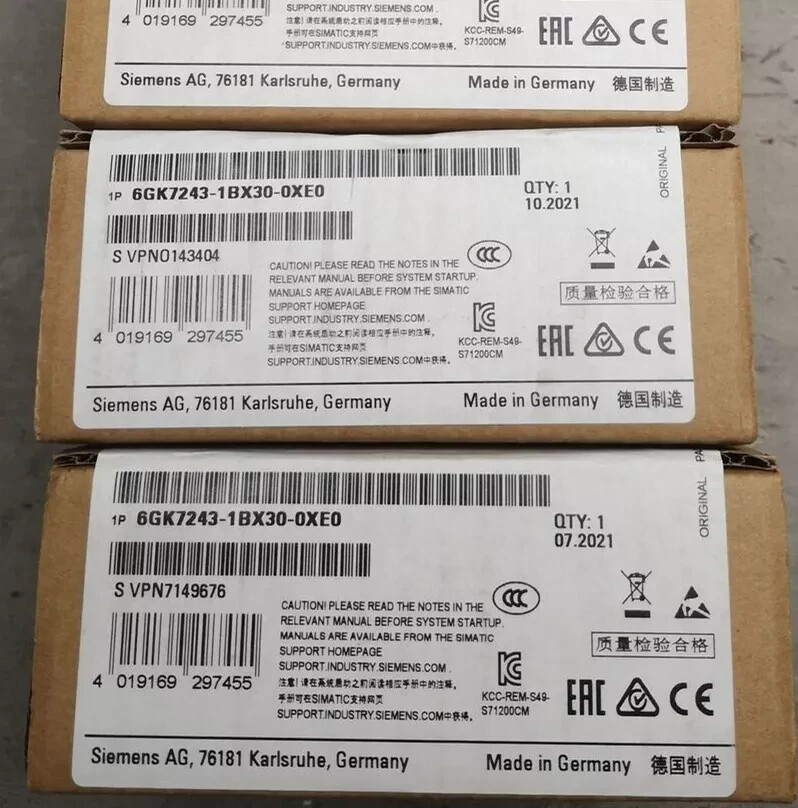 SUPPORT.INDUSTRY.SIEMENS.COM .
4 019169 297455
注意! 请在系统启动之前阅读相应手册中的注释。
手册可在SIMATIC支持网页
SUPPORT.INDUSTRY.SIEMENS.COM中获得。
KCC-REM-S49-
S71200CM
EAC CE
Siemens AG, 76181 Karlsruhe, Germany
Made in Germany 德国制造
1P 6GK7243-1BX30-0XE0
QTY: 1
10.2021
ORIGINAL
S VPN0143404
CCC
CAUTION! PLEASE READ THE NOTES IN THE
RELEVANT MANUAL BEFORE SYSTEM STARTUP.
MANUALS ARE AVAILABLE FROM THE SIMATIC
SUPPORT HOMEPAGE
SUPPORT.INDUSTRY.SIEMENS.COM .
注意! 请在系统启动之前阅读相应手册中的注释。
手册可在SIMATIC支持网页
SUPPORT.INDUSTRY.SIEMENS.COM中获得。
质量检验合格
4 019169 297455
KCC-REM-S49-
S71200CM
EAC CE
Siemens AG, 76181 Karlsruhe, Germany
Made in Germany 德国制造
1P 6GK7243-1BX30-0XE0
QTY: 1
07.2021
ORIGINAL PA
S VPN7149676
CCC
CAUTION! PLEASE READ THE NOTES IN THE
RELEVANT MANUAL BEFORE SYSTEM STARTUP.
MANUALS ARE AVAILABLE FROM THE SIMATIC
SUPPORT HOMEPAGE
SUPPORT.INDUSTRY.SIEMENS.COM .
注意! 请在系统启动之前阅读相应手册中的注释。
手册可在SIMATIC支持网页
SUPPORT.INDUSTRY.SIEMENS.COM中获得。
质量检验合格
4 019169 297455
KCC-REM-S49-
S71200CM
EAC CE
Siemens AG, 76181 Karlsruhe, Germany
Made in Germany 德国制造